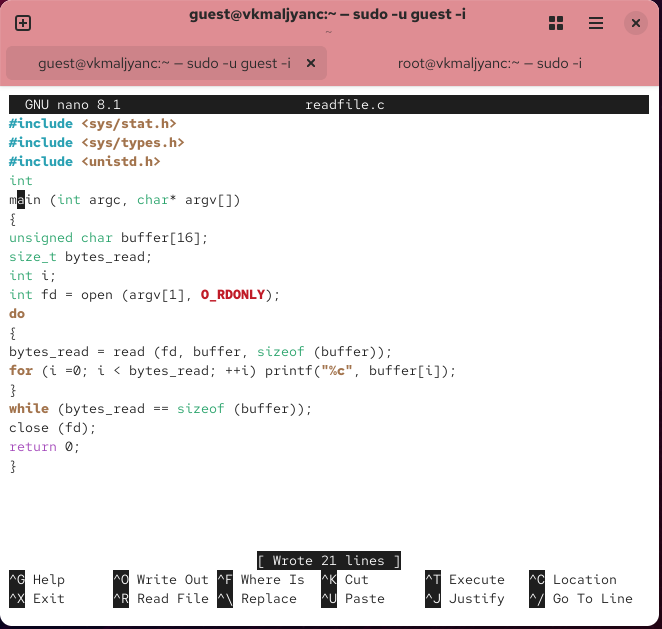 guest@vkmaljyanc:~ — sudo -u guest -i
~
guest@vkmaljyanc:~ — sudo -u guest -i × root@vkmaljyanc:~ — sudo -i
GNU nano 8.1 readfile.c
#include <sys/stat.h>
#include <sys/types.h>
#include <unistd.h>
int
main (int argc, char* argv[])
{
unsigned char buffer[16];
size_t bytes_read;
int i;
int fd = open (argv[1], O_RDONLY);
do
{
bytes_read = read (fd, buffer, sizeof (buffer));
for (i =0; i < bytes_read; ++i) printf("%c", buffer[i]);
}
while (bytes_read == sizeof (buffer));
close (fd);
return 0;
}
[ Wrote 21 lines ]
^G Help ^O Write Out ^F Where Is ^K Cut ^T Execute ^C Location
^X Exit ^R Read File ^\ Replace ^U Paste ^J Justify ^/ Go To Line